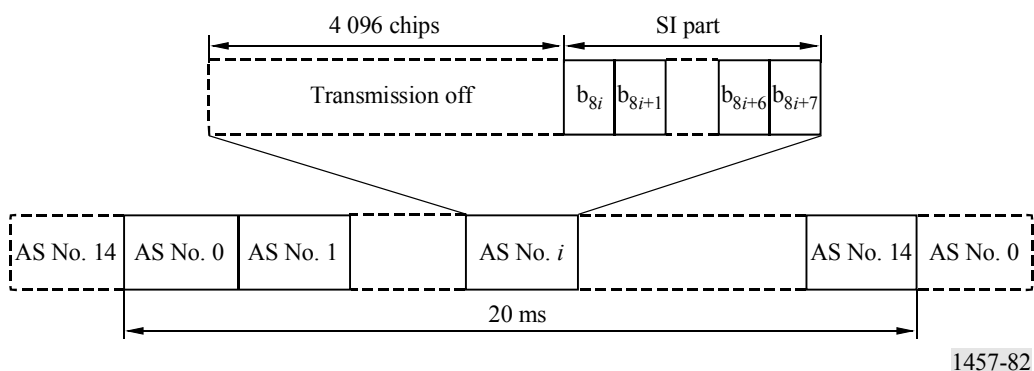 4 096 chips SI part
Transmission off b8i b8i+1 b8i+6 b8i+7
AS No. 14 AS No. 0 AS No. 1 AS No. i AS No. 14 AS No. 0
20 ms
1457-82